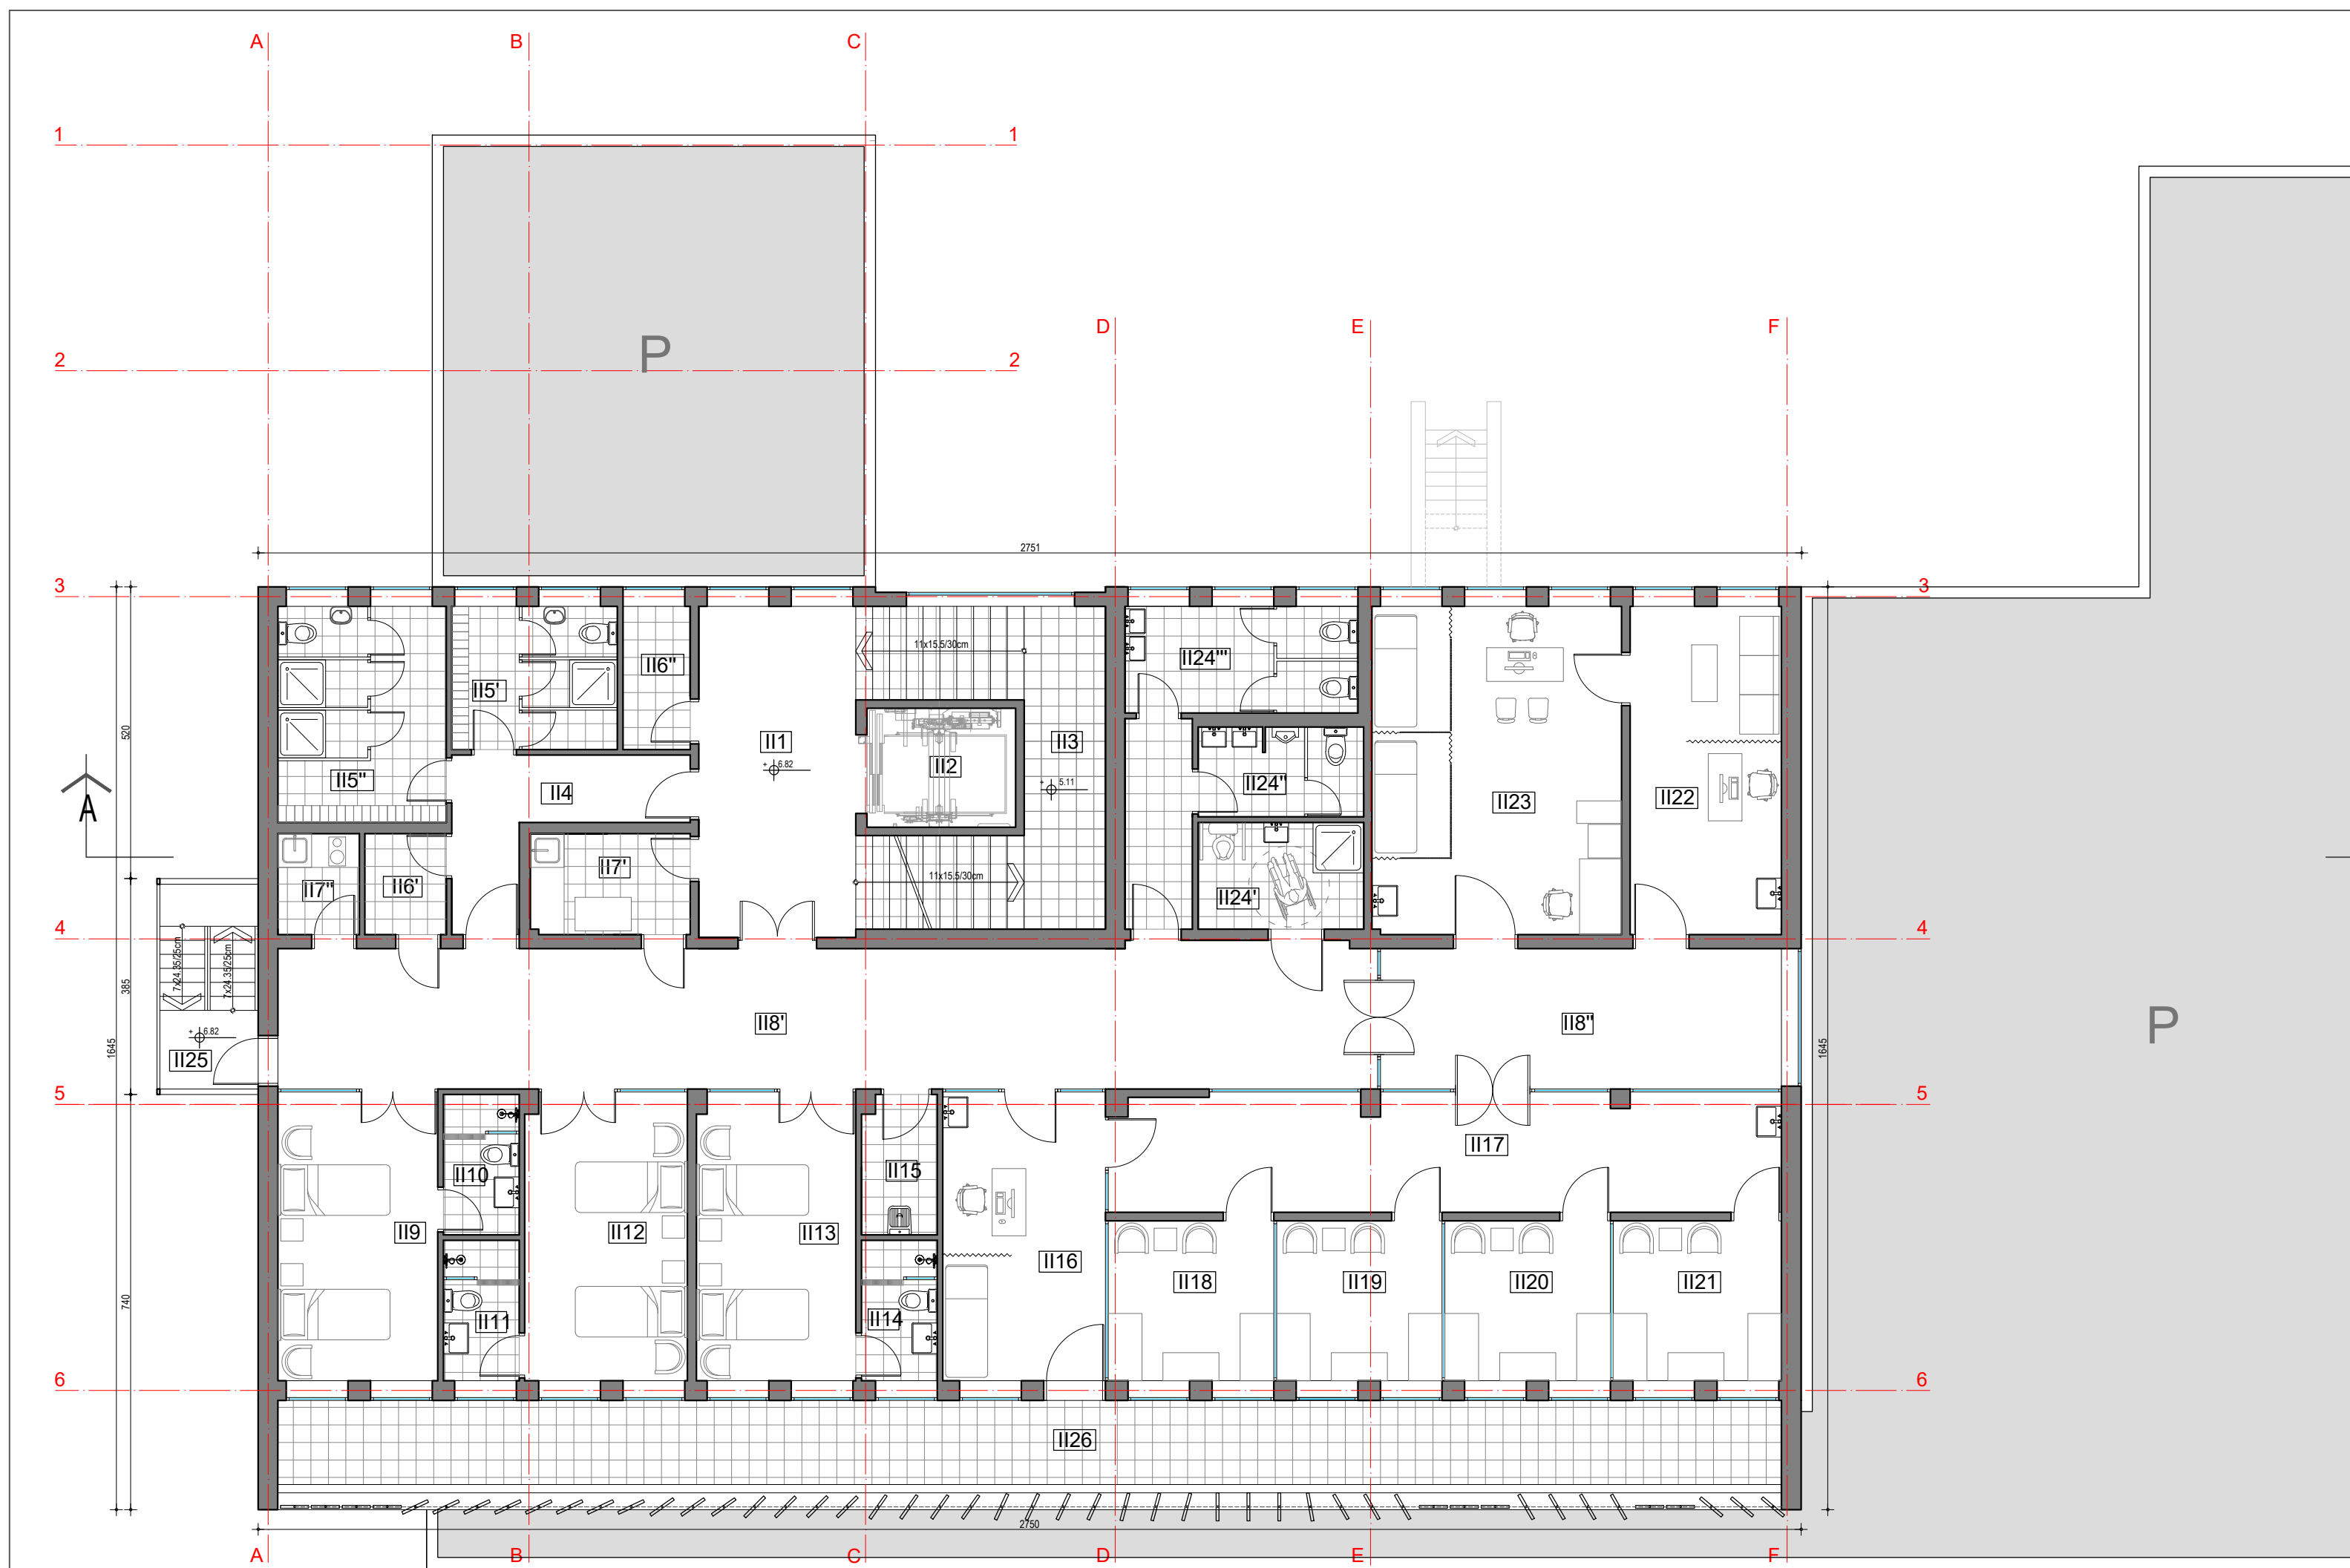 A B C
1 1
P
2 2
D E F
2751
3 3
11x15.5/30cm
II6" II24'"
II5'
520
II1 II3
+ 6.82 II2
II5" + 5.11 II24"
II4 II23 II22
A
11x15.5/30cm
II7" II6' II7' II24'
4 4
7x24.35/25cm 7x24.35/25cm
385
+ 6.82 II8' II8" P
II25
1645 1645
5 5
II17
II10 II15
II9 II12 II13
II16
II18 II19 II20 II21
740
II11 II14
6 6
II26
2750
A B C D E F